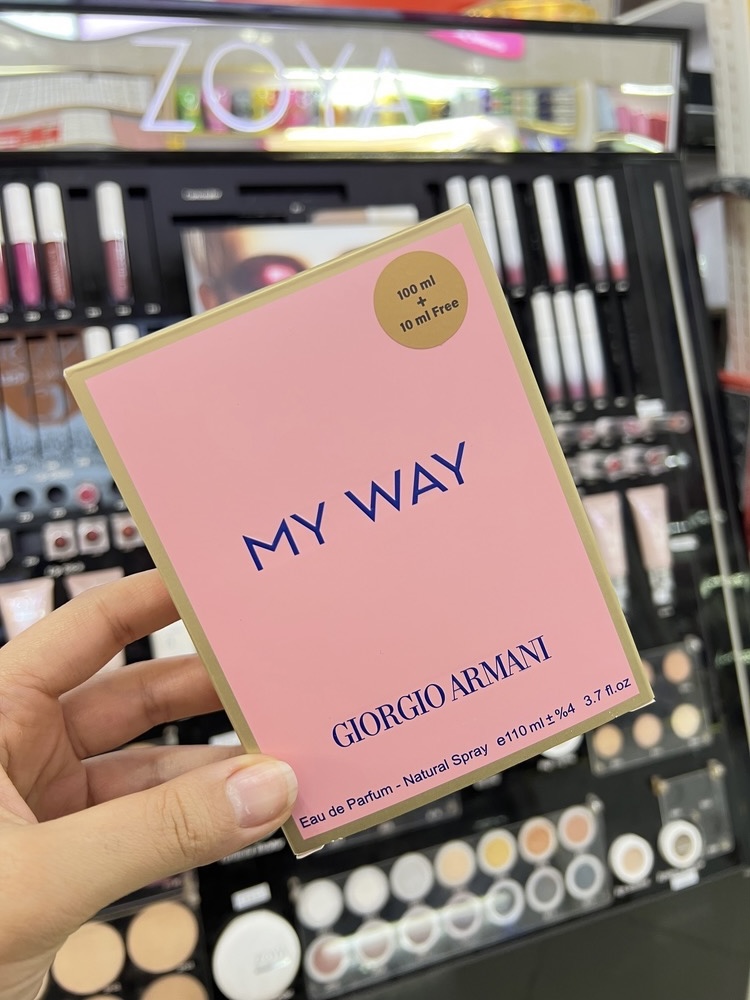 ZOYA
100 ml
+
10 ml Free
MY WAY
GIORGIO ARMANI
Eau de Parfum - Natural Spray e110 ml ± %4 3.7 fl.oz